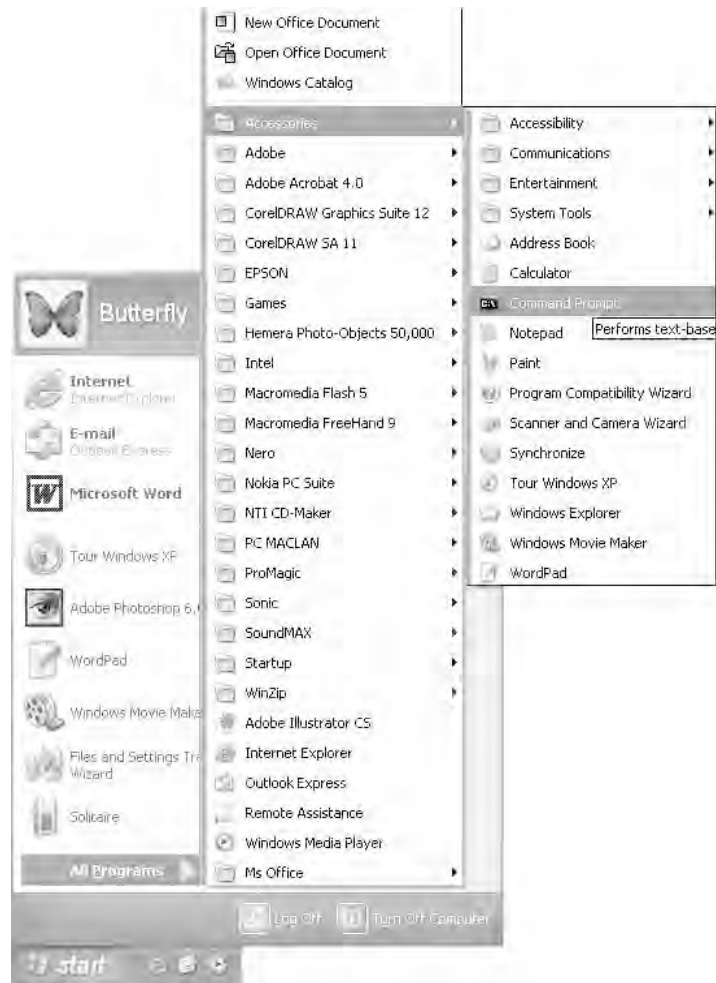 New Office Document
Open Office Document
Windows Catalog
Accessories
Adobe
Adobe Acrobat 4.0
CorelDRAW Graphics Suite 12
CorelDRAW SA 11
EPSON
Games
Hemera Photo-Objects 50,000
Intel
Macromedia Flash 5
Macromedia FreeHand 9
Nero
Nokia PC Suite
NTI CD-Maker
PC MACLAN
ProMagic
Sonic
SoundMAX
Startup
WinZip
Adobe Illustrator CS
Internet Explorer
Outlook Express
Remote Assistance
Windows Media Player
Ms Office
Accessibility
Communications
Entertainment
System Tools
Address Book
Calculator
C:\ Command Prompt
Notepad
Performs text-base
Paint
Program Compatibility Wizard
Scanner and Camera Wizard
Synchronize
Tour Windows XP
Windows Explorer
Windows Movie Maker
WordPad
Butterfly
Internet
Internet Explorer
E-mail
Outlook Express
W Microsoft Word
Tour Windows XP
Adobe Photoshop 6.
WordPad
Windows Movie Make
Files and Settings Tra
Wizard
Solitaire
All Programs
Log Off
Turn Off Computer
start